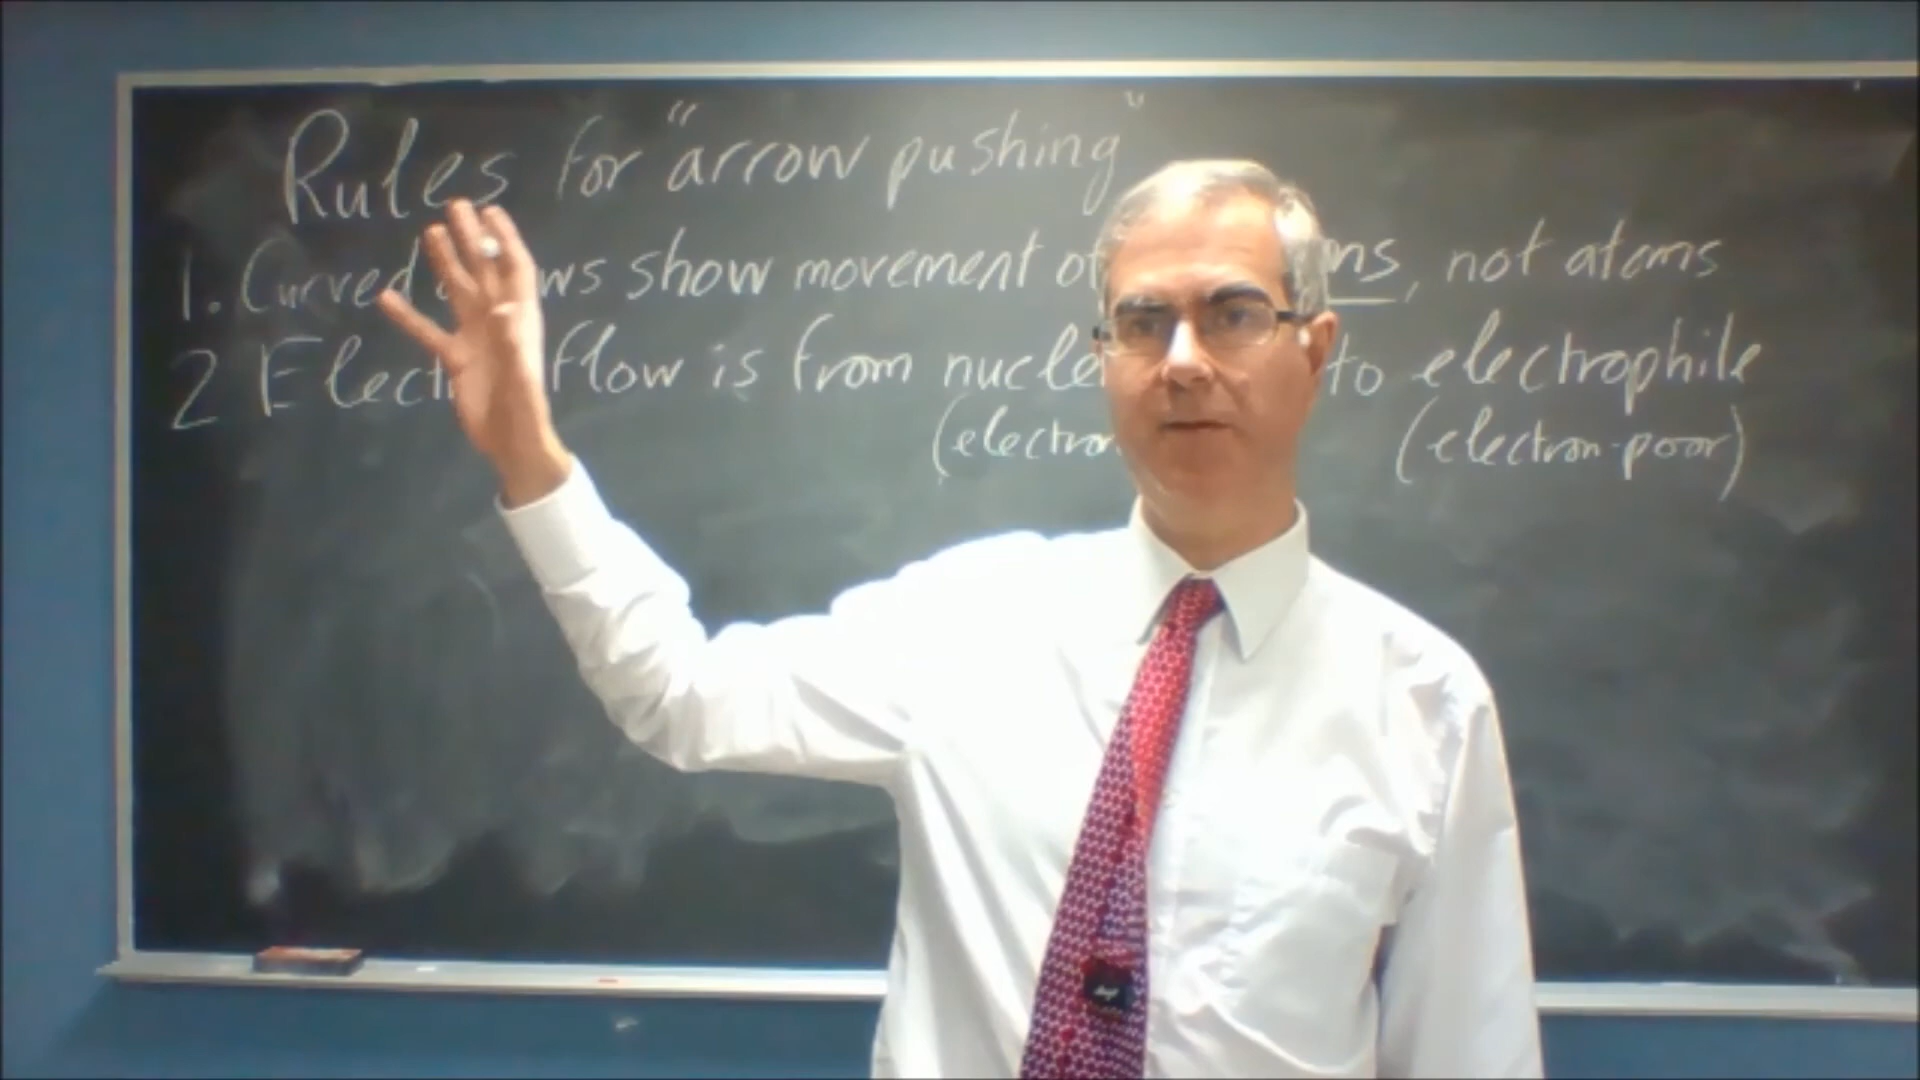 Rules for "arrow pushing"
1. Curved ws show movement of ns, not atoms
2 Elect flow is from nucle to electrophile
(electron (electron-poor)